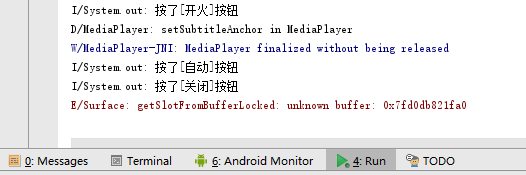 I/System.out: 按了[开火]按钮
D/MediaPlayer: setSubtitleAnchor in MediaPlayer
W/MediaPlayer-JNI: MediaPlayer finalized without being released
I/System.out: 按了[自动]按钮
I/System.out: 按了[关闭]按钮
E/Surface: getSlotFromBufferLocked: unknown buffer: 0x7fd0db821fa0
0: Messages Terminal 6: Android Monitor 4: Run TODO